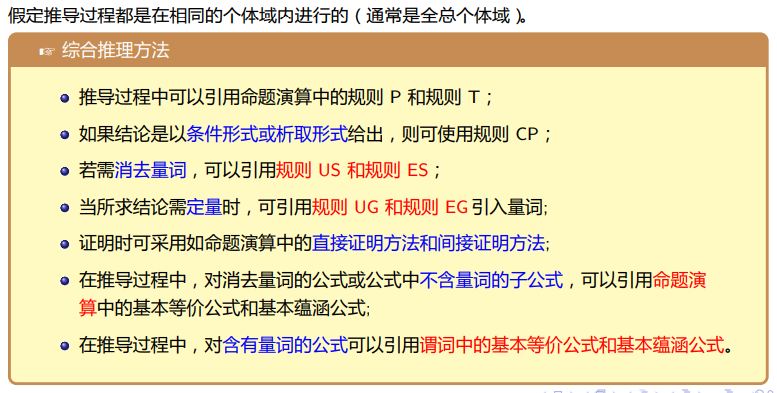 假定推导过程都是在相同的个体域内进行的（通常是全总个体域）。
☞ 综合推理方法
推导过程中可以引用命题演算中的规则 P 和规则 T；
如果结论是以条件形式或析取形式给出，则可使用规则 CP；
若需消去量词，可以引用规则 US 和规则 ES；
当所求结论需定量时，可引用规则 UG 和规则 EG 引入量词;
证明时可采用如命题演算中的直接证明方法和间接证明方法;
在推导过程中，对消去量词的公式或公式中不含量词的子公式，可以引用命题演
算中的基本等价公式和基本蕴涵公式;
在推导过程中，对含有量词的公式可以引用谓词中的基本等价公式和基本蕴涵公式。